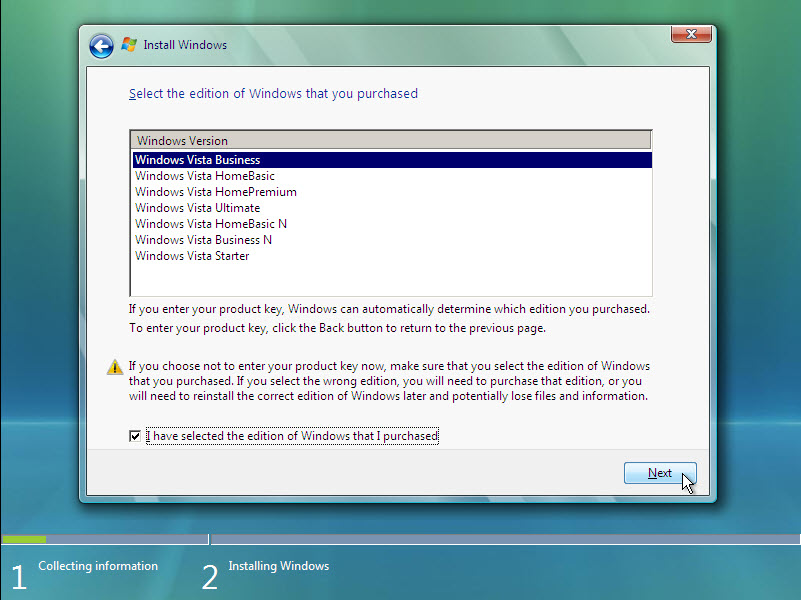 Install Windows
Select the edition of Windows that you purchased
Windows Version
Windows Vista Business
Windows Vista HomeBasic
Windows Vista HomePremium
Windows Vista Ultimate
Windows Vista HomeBasic N
Windows Vista Business N
Windows Vista Starter
If you enter your product key, Windows can automatically determine which edition you purchased.
To enter your product key, click the Back button to return to the previous page.
If you choose not to enter your product key now, make sure that you select the edition of Windows
that you purchased. If you select the wrong edition, you will need to purchase that edition, or you
will need to reinstall the correct edition of Windows later and potentially lose files and information.
I have selected the edition of Windows that I purchased
Next
1 Collecting information
2 Installing Windows